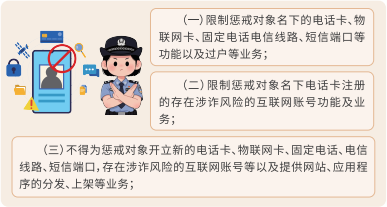 （一）限制惩戒对象名下的电话卡、物
联网卡、固定电话电信线路、短信端口等
功能以及过户等业务；
（二）限制惩戒对象名下电话卡注册
的存在涉诈风险的互联网账号功能及业
务；
（三）不得为惩戒对象开立新的电话卡、物联网卡、固定电话、电信
线路、短信端口，存在涉诈风险的互联网账号等以及提供网站、应用程
序的分发、上架等业务；